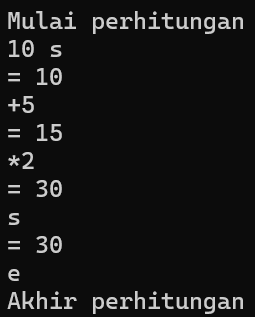 Mulai perhitungan
10 s
= 10
+5
= 15
*2
= 30
s
= 30
e
Akhir perhitungan